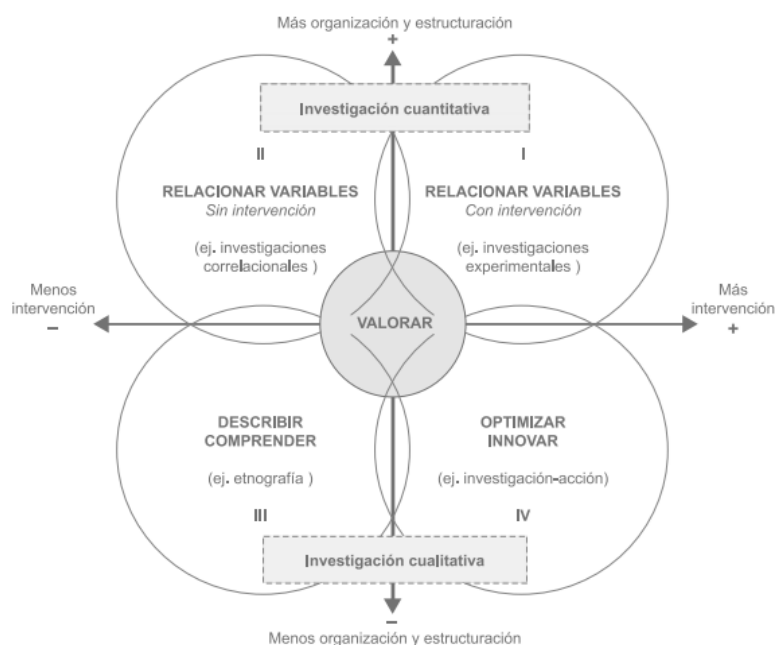 Más organización y estructuración
+
Investigación cuantitativa
II
I
RELACIONAR VARIABLES
Sin intervención
(ej. investigaciones
correlacionales )
RELACIONAR VARIABLES
Con intervención
(ej. investigaciones
experimentales )
Menos
intervención
–
VALORAR
Más
intervención
+
DESCRIBIR
COMPRENDER
(ej. etnografía )
III
OPTIMIZAR
INNOVAR
(ej. investigación-acción)
IV
Investigación cualitativa
–
Menos organización y estructuración